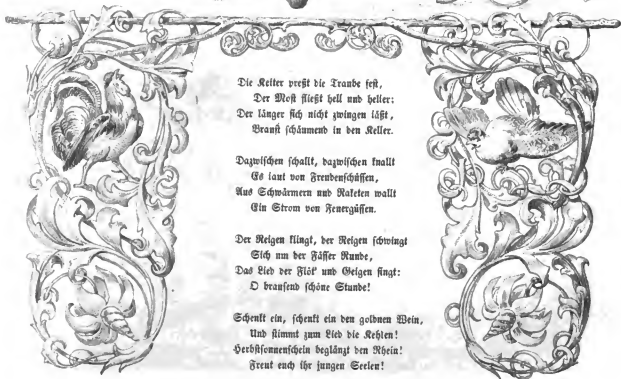 Die Kelter preßt die Traube fest,
Der Most fließt hell und heller;
Der länger sich nicht zwingen läßt,
Braust schäumend in den Keller.
Dazwischen schallt, dazwischen knallt
Es laut von Freudenschüssen,
Aus Schwärmern und Raketen wallt
Ein Strom von Feuergüssen.
Der Reigen klingt, der Reigen schwingt
Sich um der Fässer Runde,
Das Lied der Flöt' und Geigen singt:
O brausend schöne Stunde!
Schenkt ein, schenkt ein den goldnen Wein,
Und stimmt zum Lied die Kehlen!
Herbstsonnenschein beglänzt den Rhein!
Freut euch ihr jungen Seelen!